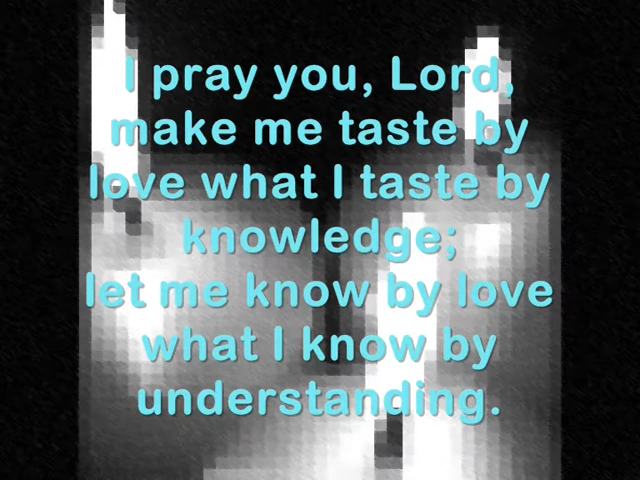 I pray you, Lord,
make me taste by
love what I taste by
knowledge;
let me know by love
what I know by
understanding.